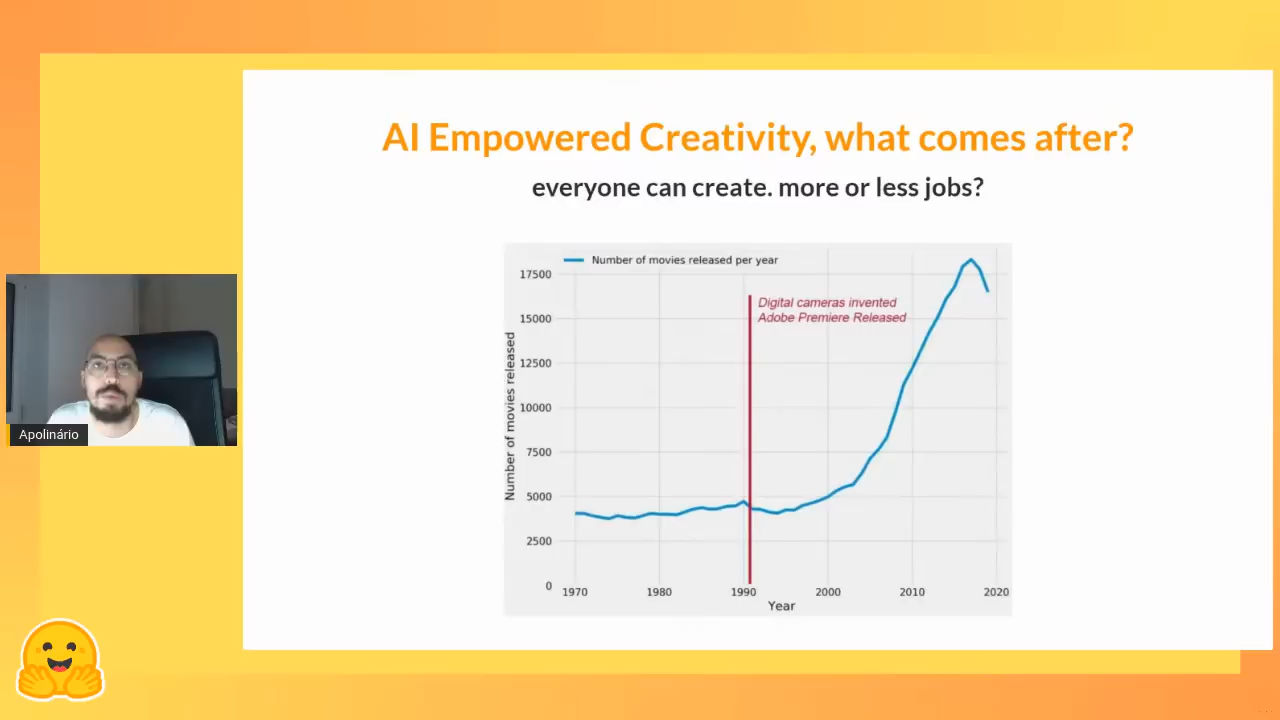 AI Empowered Creativity, what comes after?
everyone can create. more or less jobs?
Number of movies released per year
17500
15000
12500
10000
7500
5000
2500
0
Number of movies released
Digital cameras invented
Adobe Premiere Released
1970 1980 1990 2000 2010 2020
Year
Apolinário